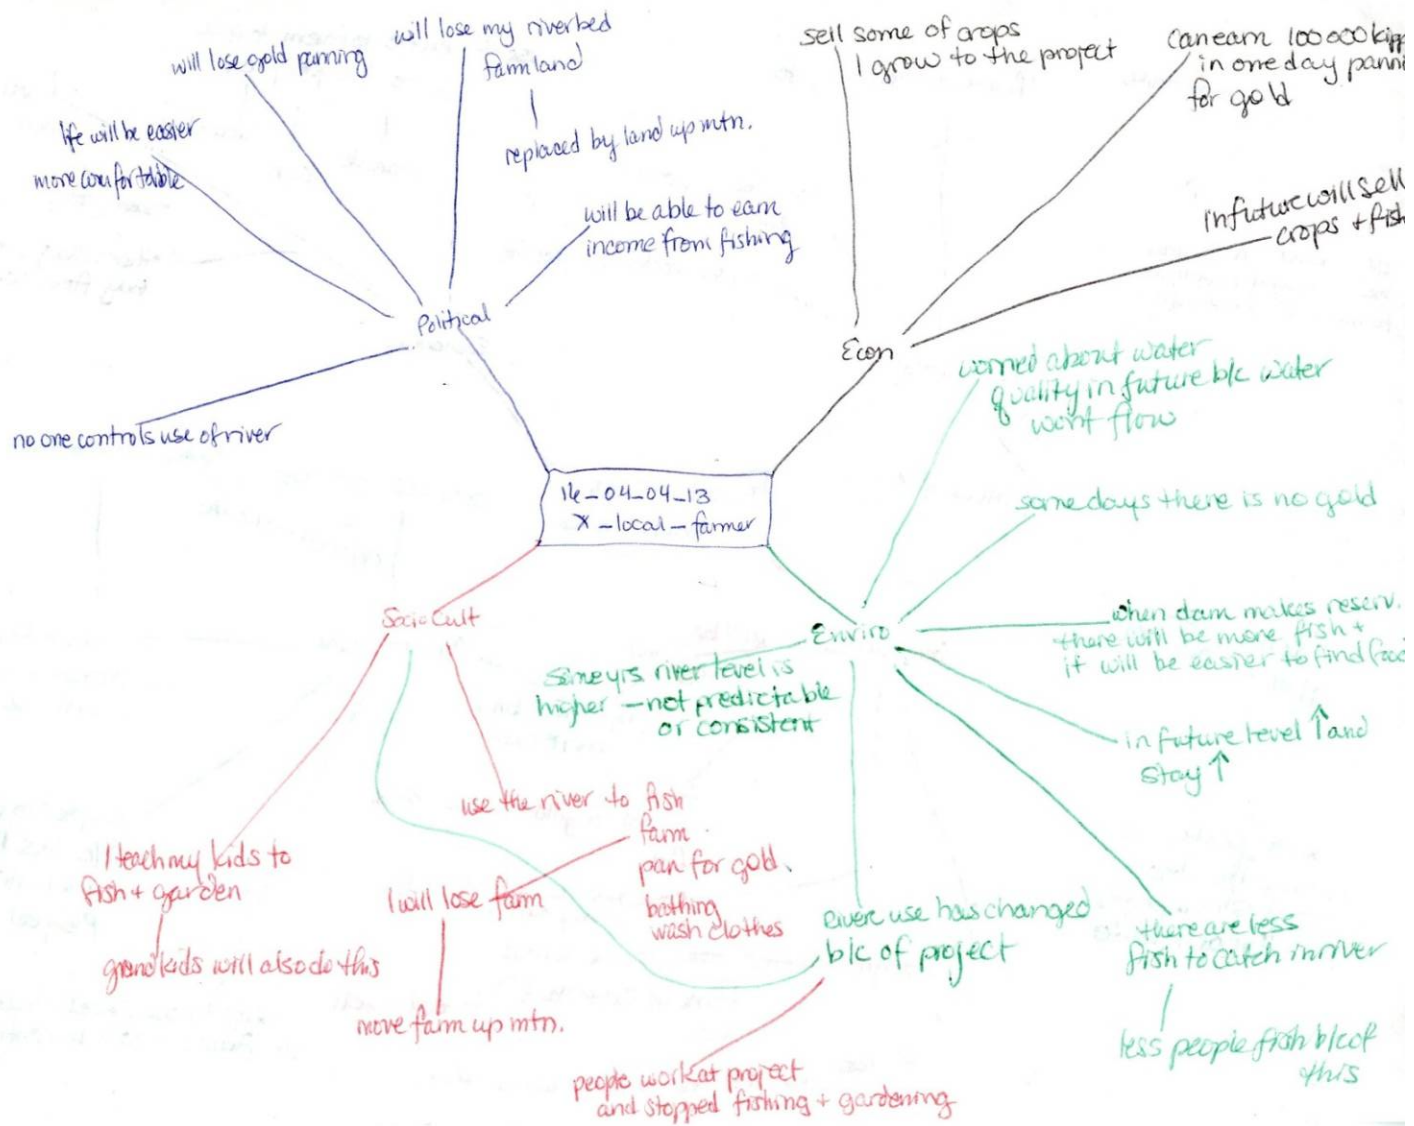 will lose gold panning
will lose my riverbed
farmland
replaced by land up mtn.
life will be easier
more comfortable
will be able to earn
income from fishing
Political
no one controls use of river
sell some of crops
I grow to the project
can earn 100 000 kip
in one day
for gold
in future will sell
crops + fish
Econ
16-04-04-13
X-local-farmer
worried about water
quality in future b/c water
wont flow
some days there is no gold
when dam makes reserv.
there will be more fish +
it will be easier to find
Enviro
in future level ↑ and
stay ↑
some yrs river level is
higher - not predictable
or consistent
River use has changed
b/c of project
there are less
fish to catch in river
less people fish b/c of
this
SocioCult
use the river to fish
farm
pan for gold
bathing
wash clothes
I teach my kids to
fish + garden
grandkids will also do this
I will lose farm
move farm up mtn.
people work at project
and stopped fishing + gardening